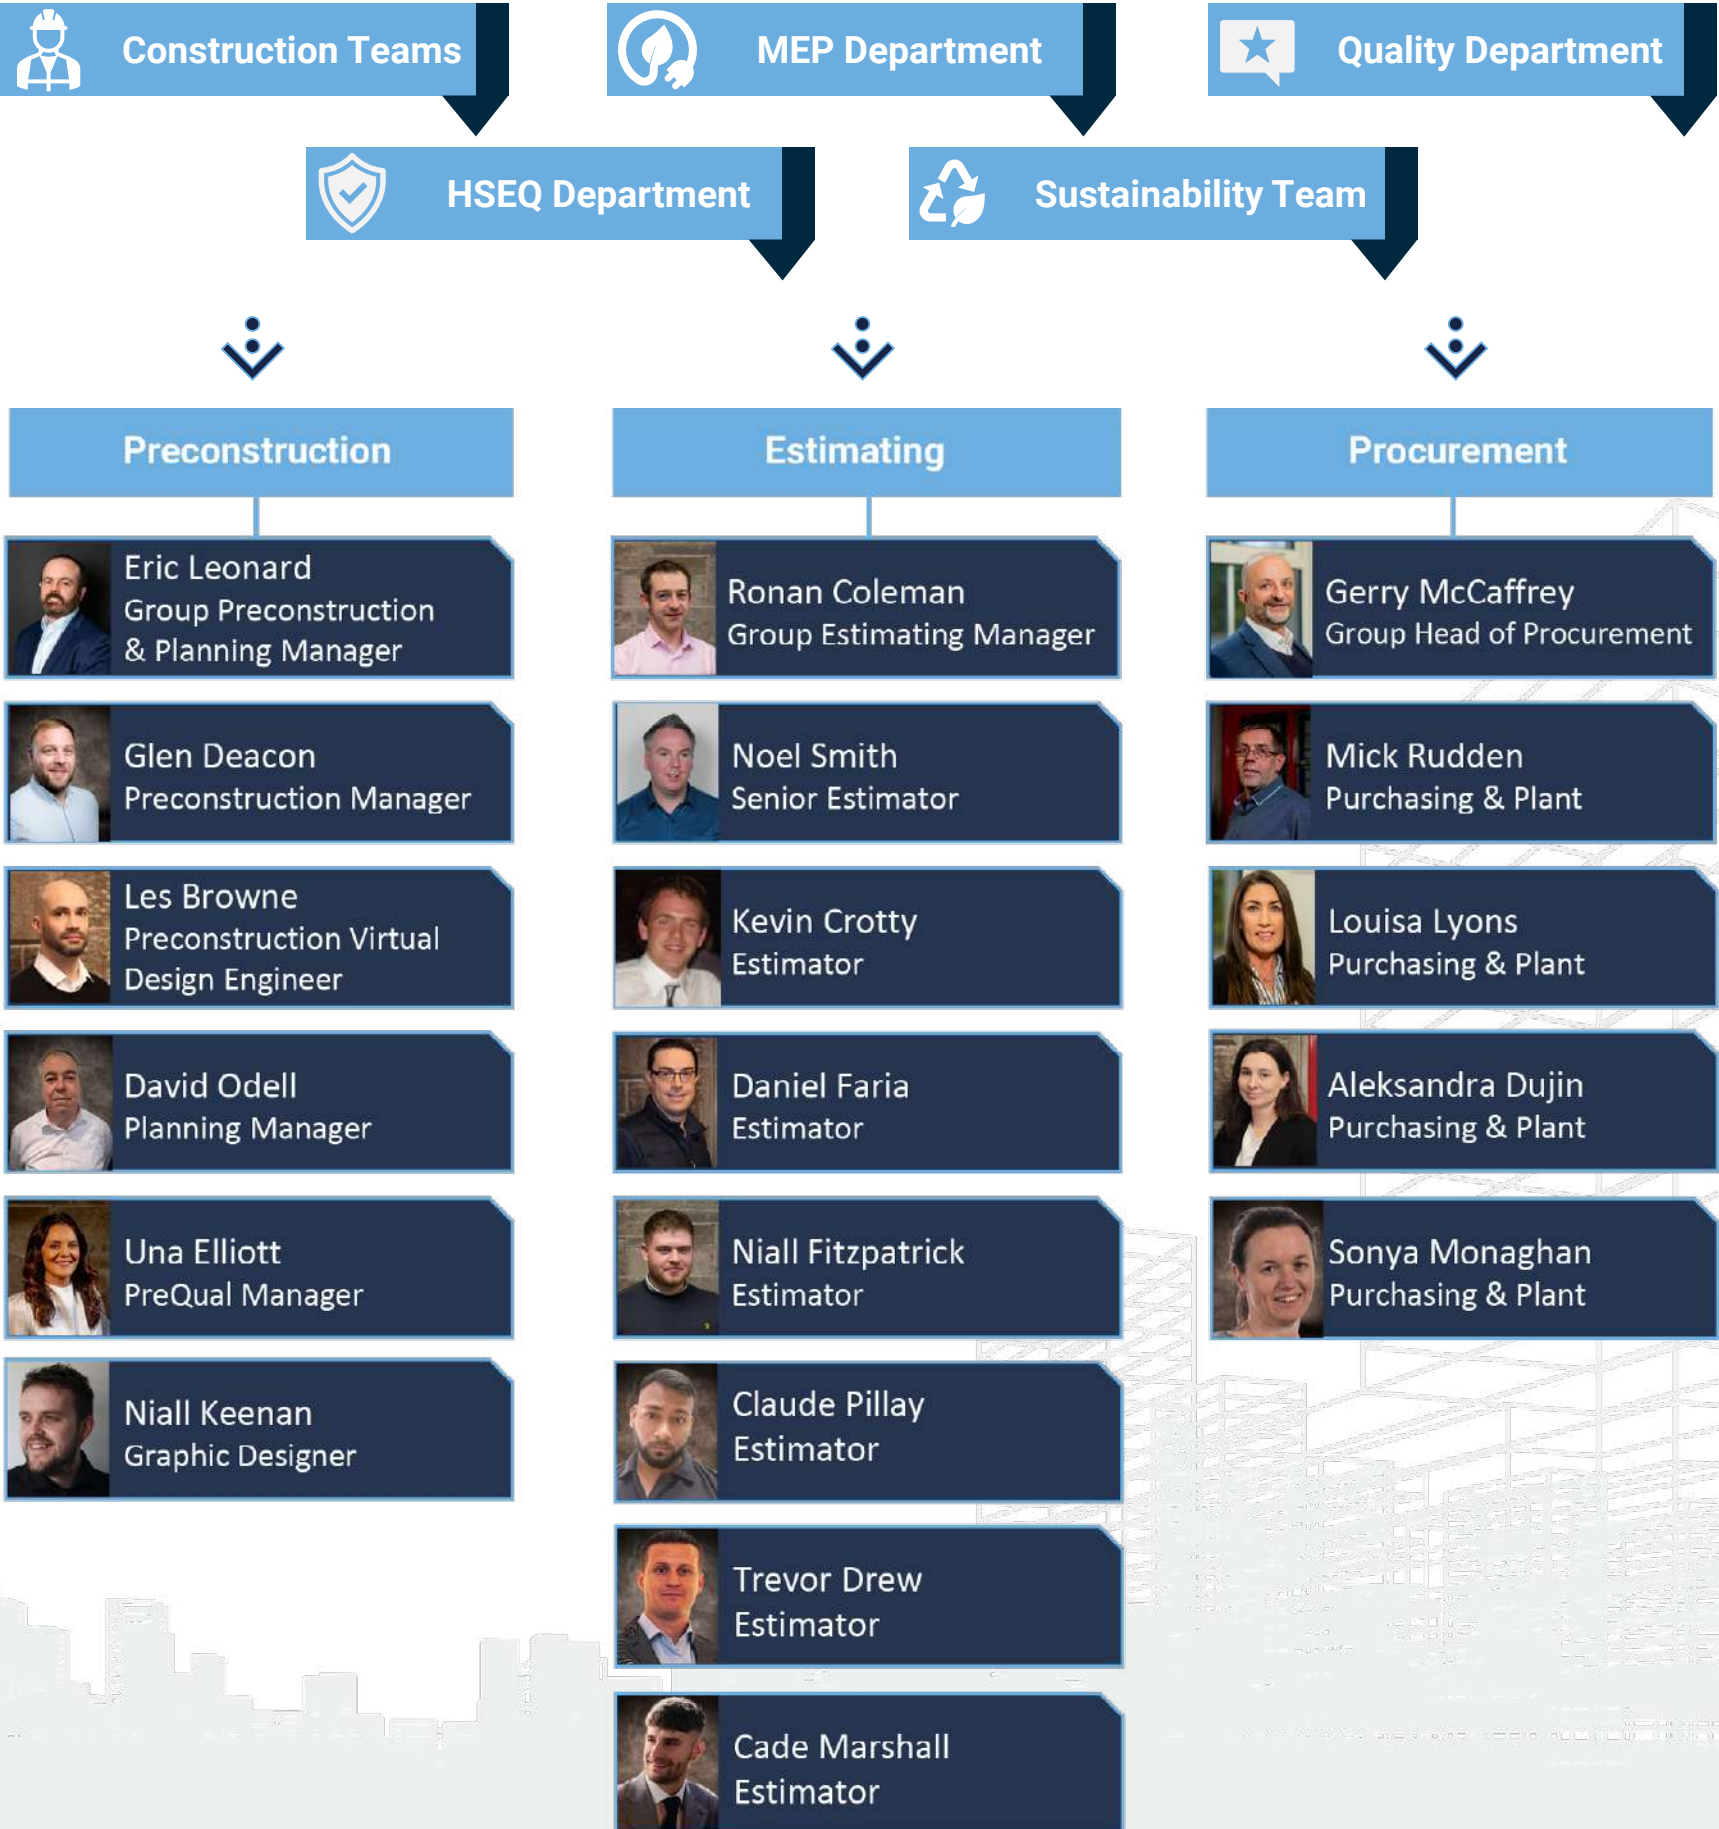 Construction Teams
MEP Department
Quality Department
HSEQ Department
Sustainability Team
Preconstruction
Eric Leonard
Group Preconstruction
& Planning Manager
Glen Deacon
Preconstruction Manager
Les Browne
Preconstruction Virtual
Design Engineer
David Odell
Planning Manager
Una Elliott
PreQual Manager
Niall Keenan
Graphic Designer
Estimating
Ronan Coleman
Group Estimating Manager
Noel Smith
Senior Estimator
Kevin Crotty
Estimator
Daniel Faria
Estimator
Niall Fitzpatrick
Estimator
Claude Pillay
Estimator
Trevor Drew
Estimator
Cade Marshall
Estimator
Procurement
Gerry McCaffrey
Group Head of Procurement
Mick Rudden
Purchasing & Plant
Louisa Lyons
Purchasing & Plant
Aleksandra Dujin
Purchasing & Plant
Sonya Monaghan
Purchasing & Plant